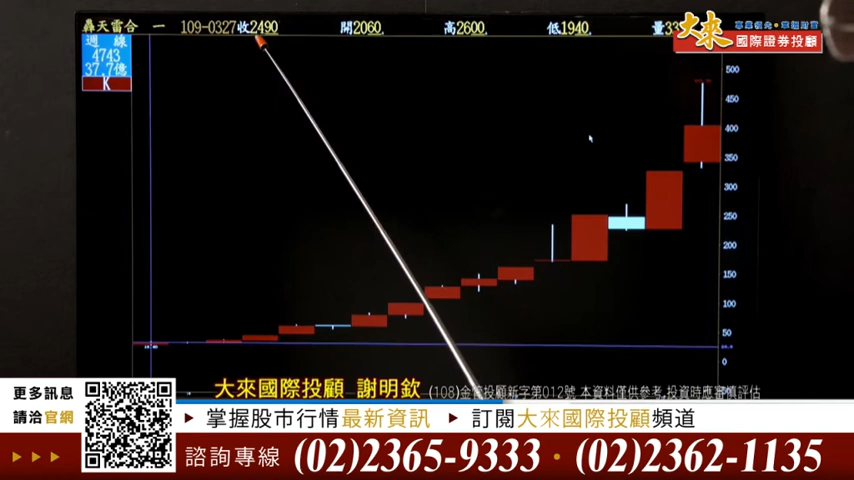 轟天雷合一 109-0327收2490 開2060. 高2600. 低1940. 量33
週 線
4743
37.7億
K
大來 專業領先·掌握財富
國際證券投顧
500
450
400
350
300
250
200
150
100
50
0
大來國際投顧 謝明欽 (108)金管投顧新字第012號 本資料僅供參考,投資時應審慎評估
更多訊息
請洽官網
掌握股市行情最新資訊 訂閱大來國際投顧頻道
諮詢專線 (02)2365-9333 · (02)2362-1135